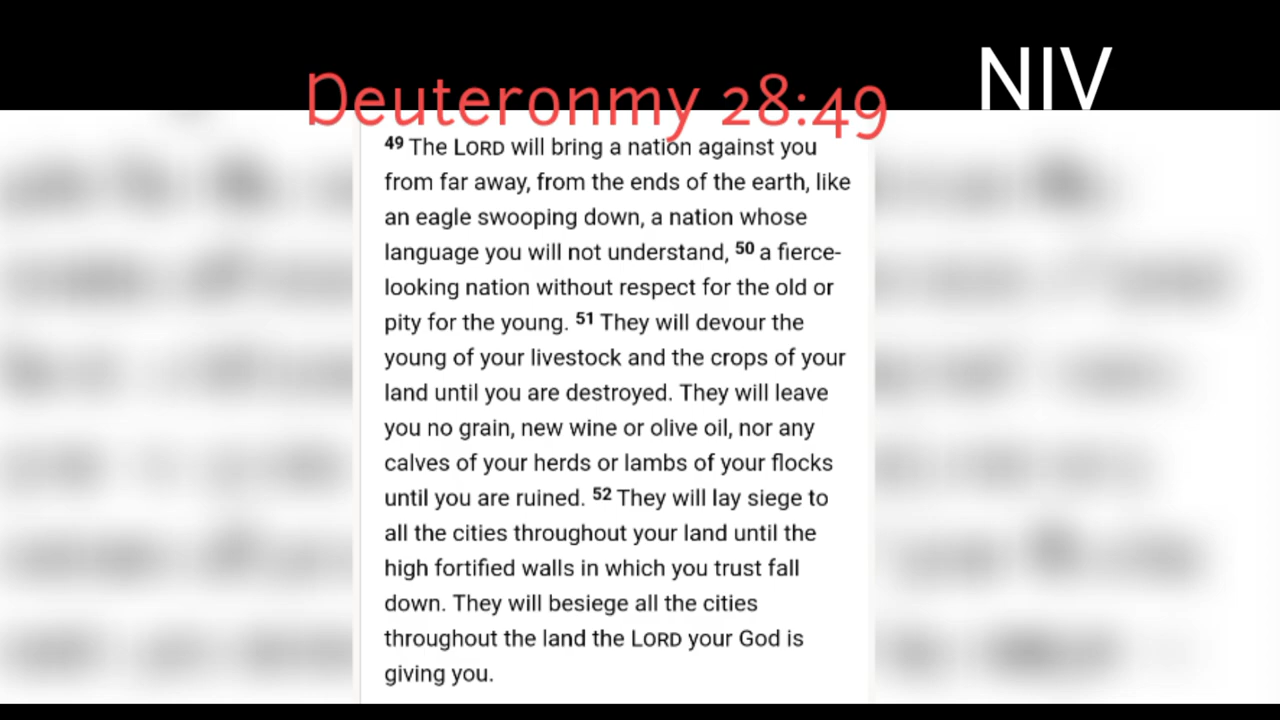 Deuteronmy 28:49
NIV
49 The LORD will bring a nation against you
from far away, from the ends of the earth, like
an eagle swooping down, a nation whose
language you will not understand, 50 a fierce-
looking nation without respect for the old or
pity for the young. 51 They will devour the
young of your livestock and the crops of your
land until you are destroyed. They will leave
you no grain, new wine or olive oil, nor any
calves of your herds or lambs of your flocks
until you are ruined. 52 They will lay siege to
all the cities throughout your land until the
high fortified walls in which you trust fall
down. They will besiege all the cities
throughout the land the LORD your God is
giving you.